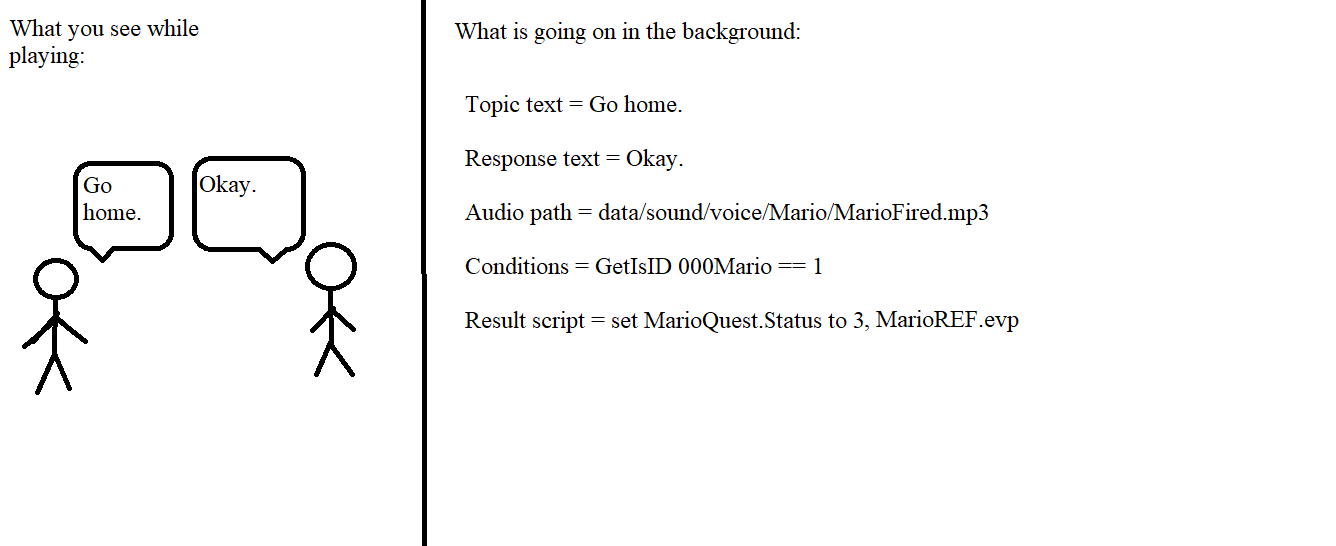 What you see while
playing:
Go
home.
Okay.
What is going on in the background:
Topic text = Go home.
Response text = Okay.
Audio path = data/sound/voice/Mario/MarioFired.mp3
Conditions = GetIsID 000Mario == 1
Result script = set MarioQuest.Status to 3, MarioREF.evp